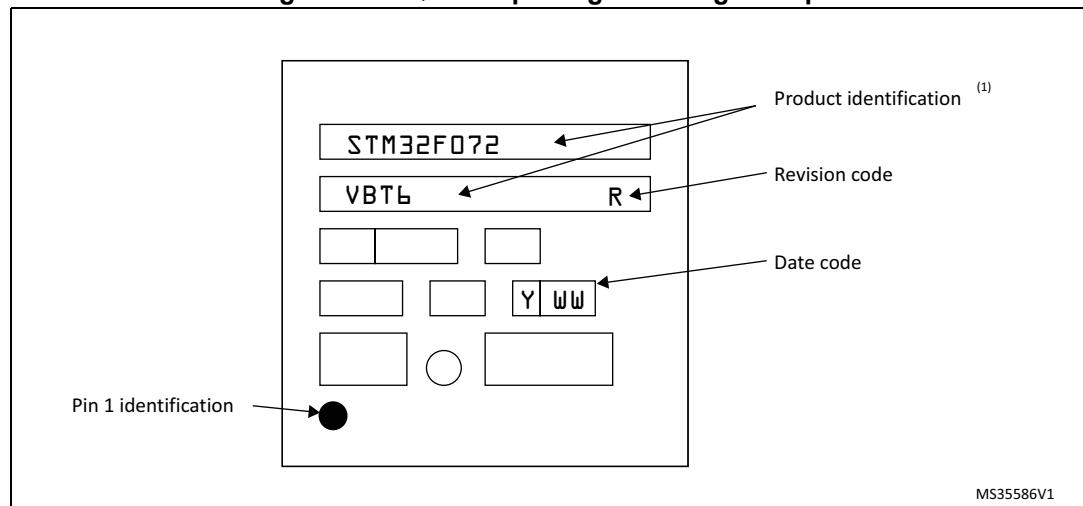 Product identification (1)
STM32F072
Revision code
VBT6 R
Date code
Y WW
Pin 1 identification
MS35586V1